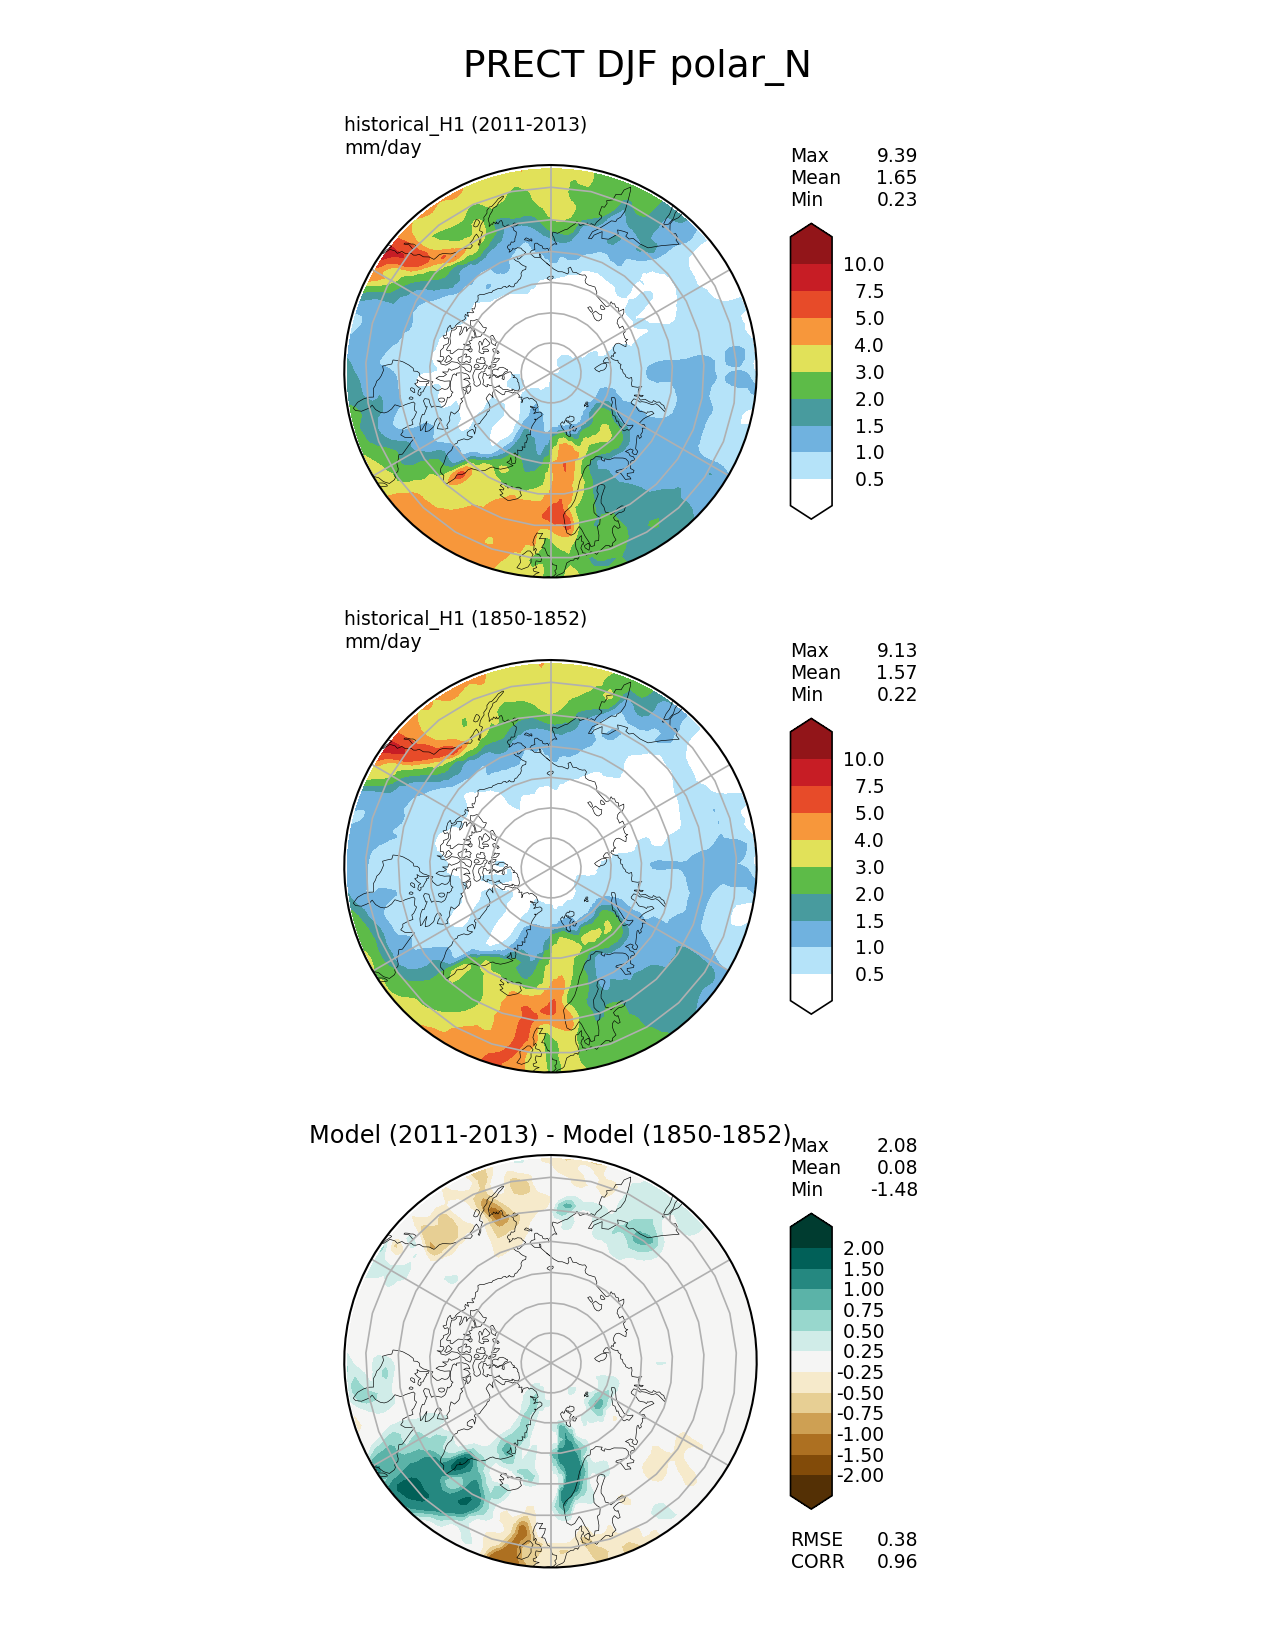 PRECT DJF polar_N
historical_H1 (2011-2013)
mm/day
Max 9.39
Mean 1.65
Min 0.23
10.0
7.5
5.0
4.0
3.0
2.0
1.5
1.0
0.5
historical_H1 (1850-1852)
mm/day
Max 9.13
Mean 1.57
Min 0.22
10.0
7.5
5.0
4.0
3.0
2.0
1.5
1.0
0.5
Model (2011-2013) - Model (1850-1852)
Max 2.08
Mean 0.08
Min -1.48
2.00
1.50
1.00
0.75
0.50
0.25
-0.25
-0.50
-0.75
-1.00
-1.50
-2.00
RMSE 0.38
CORR 0.96